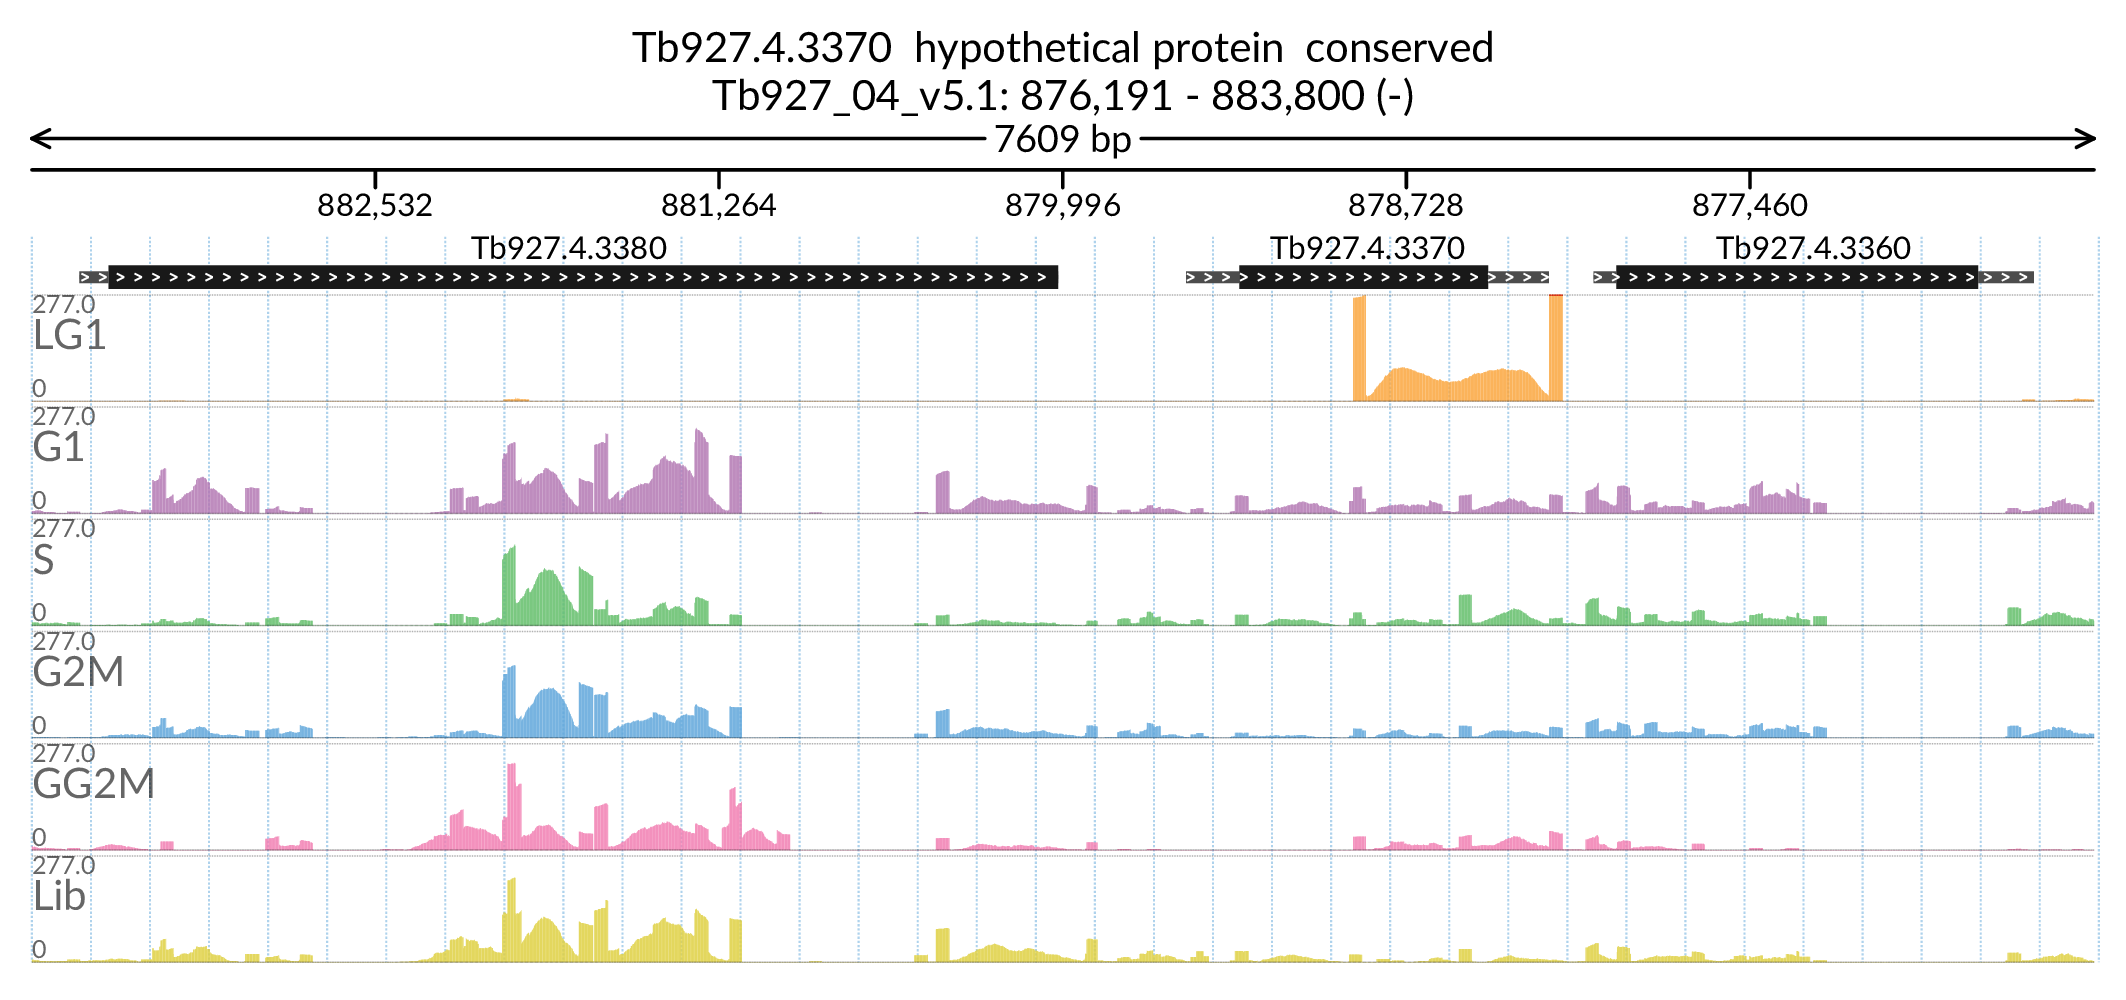 Tb927.4.3370  hypothetical protein  conserved
Tb927_04_v5.1: 876,191 - 883,800 (-)
7609 bp
882,532 881,264 879,996 878,728 877,460
Tb927.4.3380 Tb927.4.3370 Tb927.4.3360
277.0
LG1
0
277.0
G1
0
277.0
S
0
277.0
G2M
0
277.0
GG2M
0
277.0
Lib
0